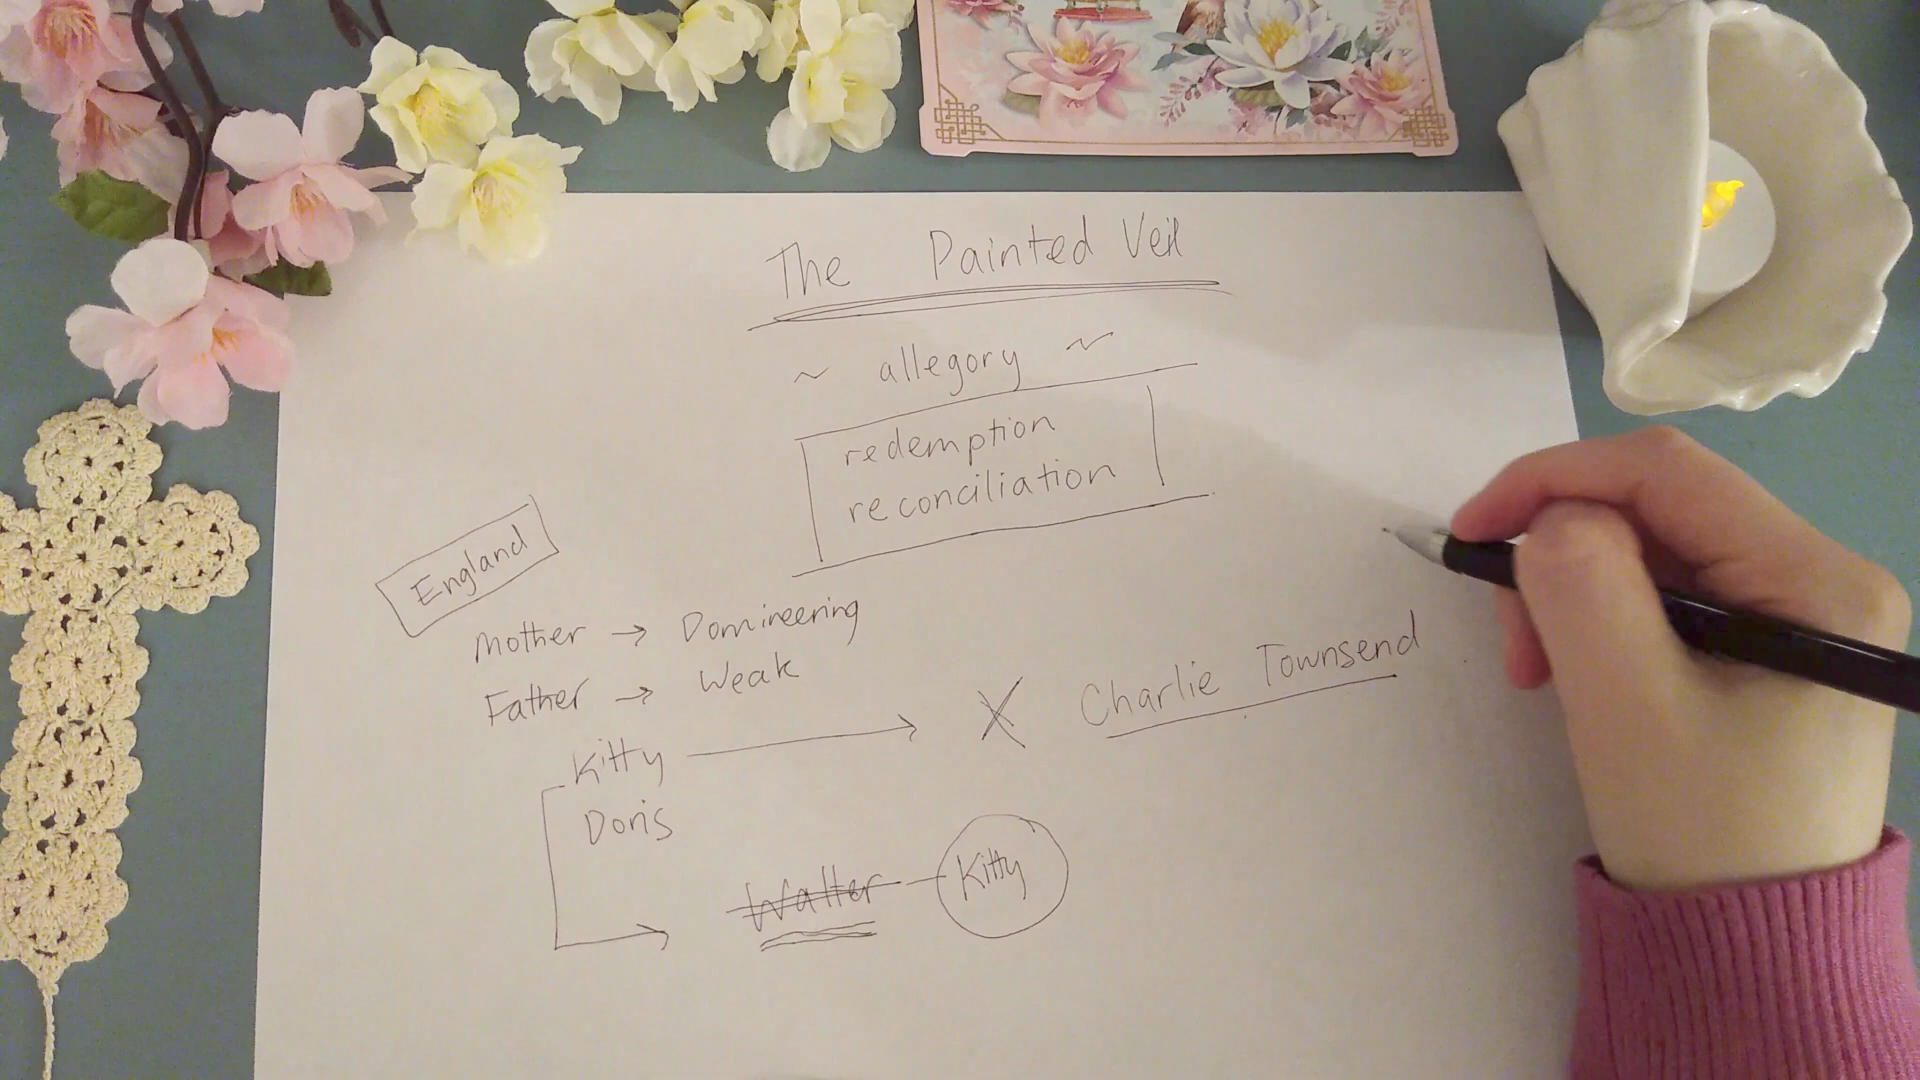 The Painted Veil
~ allegory ~
redemption
reconciliation
England
Mother → Domineering
Father → Weak
Kitty → X Charlie Townsend
Doris
Walter — Kitty